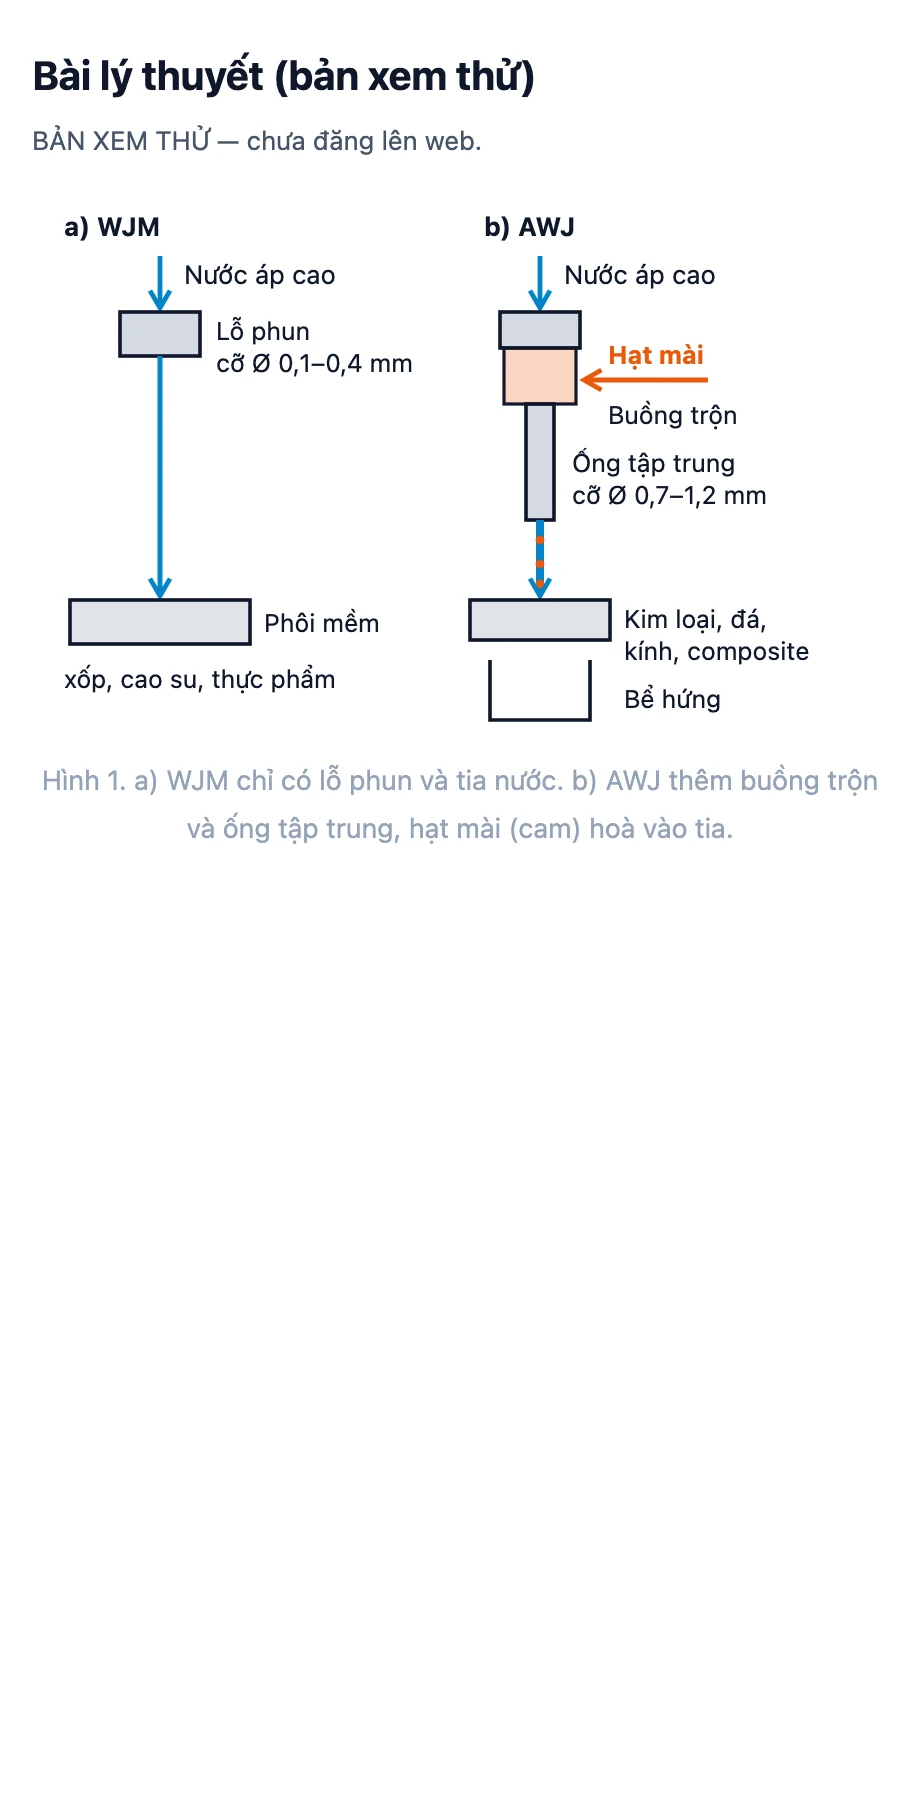 Bài lý thuyết (bản xem thử)
BẢN XEM THỬ — chưa đăng lên web.
a) WJM
Nước áp cao
Lỗ phun
cỡ Ø 0,1–0,4 mm
Phôi mềm
xốp, cao su, thực phẩm
b) AWJ
Nước áp cao
Hạt mài
Buồng trộn
Ống tập trung
cỡ Ø 0,7–1,2 mm
Kim loại, đá,
kính, composite
Bể hứng
Hình 1. a) WJM chỉ có lỗ phun và tia nước. b) AWJ thêm buồng trộn
và ống tập trung, hạt mài (cam) hoà vào tia.